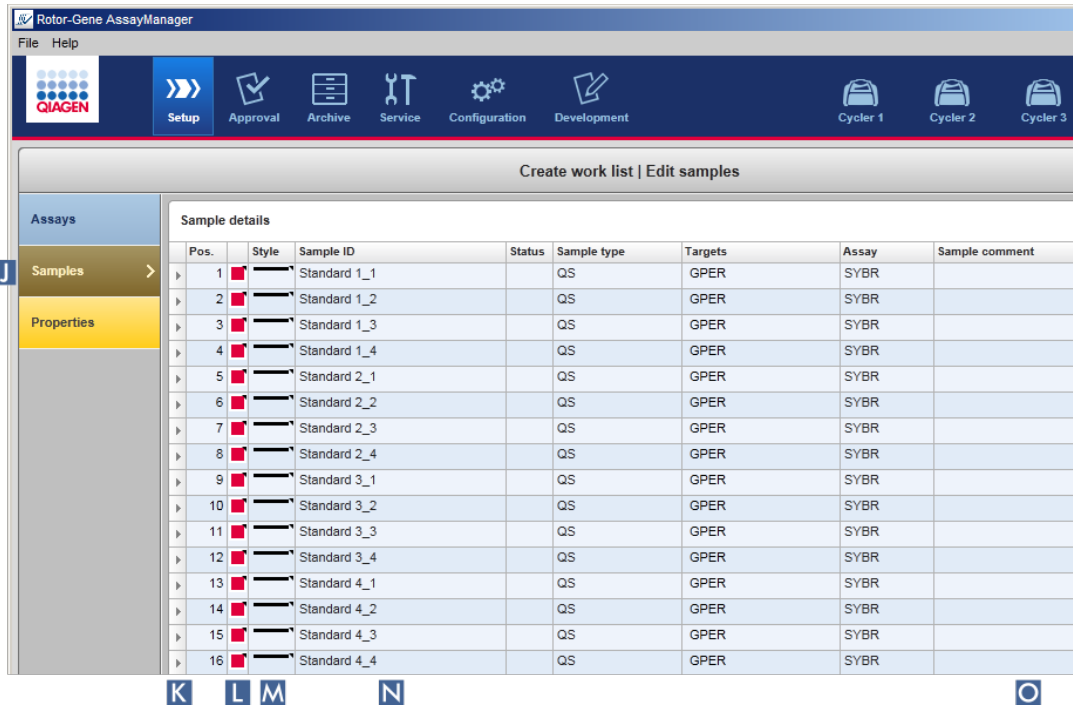 Rotor-Gene AssayManager
File Help
QIAGEN
Setup Approval Archive Service Configuration Development Cycler 1 Cycler 2 Cycler 3
Create work list | Edit samples
Assays
Samples
Properties
Sample details
Pos. Style Sample ID Status Sample type Targets Assay Sample comment
1 Standard 1_1 QS GPER SYBR
2 Standard 1_2 QS GPER SYBR
3 Standard 1_3 QS GPER SYBR
4 Standard 1_4 QS GPER SYBR
5 Standard 2_1 QS GPER SYBR
6 Standard 2_2 QS GPER SYBR
7 Standard 2_3 QS GPER SYBR
8 Standard 2_4 QS GPER SYBR
9 Standard 3_1 QS GPER SYBR
10 Standard 3_2 QS GPER SYBR
11 Standard 3_3 QS GPER SYBR
12 Standard 3_4 QS GPER SYBR
13 Standard 4_1 QS GPER SYBR
14 Standard 4_2 QS GPER SYBR
15 Standard 4_3 QS GPER SYBR
16 Standard 4_4 QS GPER SYBR
J
K L M N O